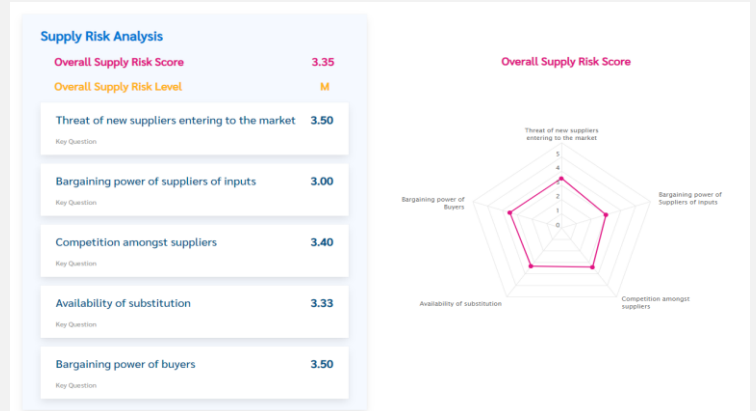 Supply Risk Analysis
Overall Supply Risk Score 3.35
Overall Supply Risk Level M
Threat of new suppliers entering to the market 3.50
Key Question
Bargaining power of suppliers of inputs 3.00
Key Question
Competition amongst suppliers 3.40
Key Question
Availability of substitution 3.33
Key Question
Bargaining power of buyers 3.50
Key Question
Overall Supply Risk Score
Threat of new suppliers
entering to the market
5
4
3
2
1
0
Bargaining power of
Suppliers of inputs
Competition amongst
suppliers
Availability of substitution
Bargaining power of
Buyers